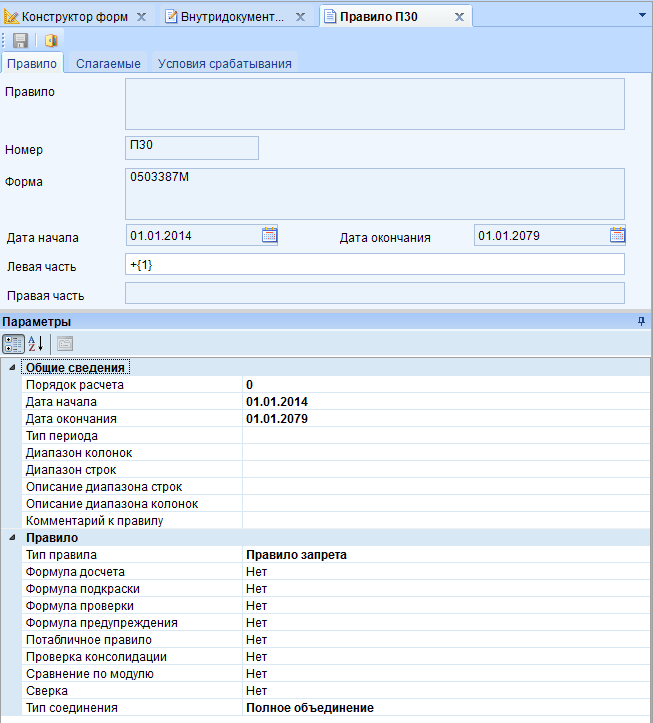 Конструктор форм Внутридокумент... Правило П30
Правило Слагаемые Условия срабатывания
Правило
Номер П30
Форма 0503387М
Дата начала 01.01.2014 Дата окончания 01.01.2079
Левая часть +{1}
Правая часть
Параметры
Общие сведения
Порядок расчета 0
Дата начала 01.01.2014
Дата окончания 01.01.2079
Тип периода
Диапазон колонок
Диапазон строк
Описание диапазона строк
Описание диапазона колонок
Комментарий к правилу
Правило
Тип правила Правило запрета
Формула досчета Нет
Формула подкраски Нет
Формула проверки Нет
Формула предупреждения Нет
Потабличное правило Нет
Проверка консолидации Нет
Сравнение по модулю Нет
Сверка Нет
Тип соединения Полное объединение